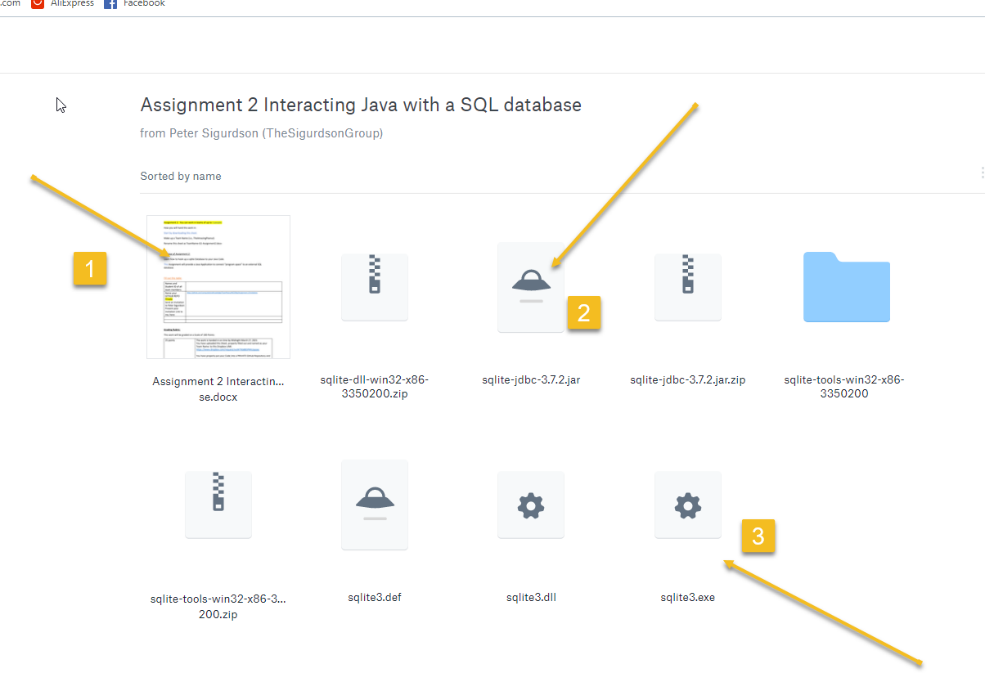 .com AliExpress Facebook
Assignment 2 Interacting Java with a SQL database
from Peter Sigurdson (TheSigurdsonGroup)
Sorted by name
1
2
Assignment 2 Interactin...
se.docx
sqlite-dll-win32-x86-
3350200.zip
sqlite-jdbc-3.7.2.jar
sqlite-jdbc-3.7.2.jar.zip
sqlite-tools-win32-x86-
3350200
3
sqlite-tools-win32-x86-3...
200.zip
sqlite3.def
sqlite3.dll
sqlite3.exe